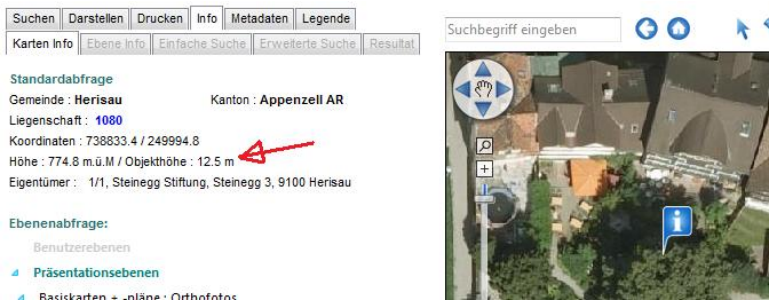 Suchen Darstellen Drucken Info Metadaten Legende
Karten Info Ebene Info Einfache Suche Erweiterte Suche Resultat
Standardabfrage
Gemeinde : Herisau Kanton : Appenzell AR
Liegenschaft : 1080
Koordinaten : 738833.4 / 249994.8
Höhe : 774.8 m.ü.M / Objekthöhe : 12.5 m
Eigentümer : 1/1, Steinegg Stiftung, Steinegg 3, 9100 Herisau
Ebenenabfrage:
Benutzerebenen
Präsentationsebenen
Basiskarten + -pläne : Orthofotos
Suchbegriff eingeben